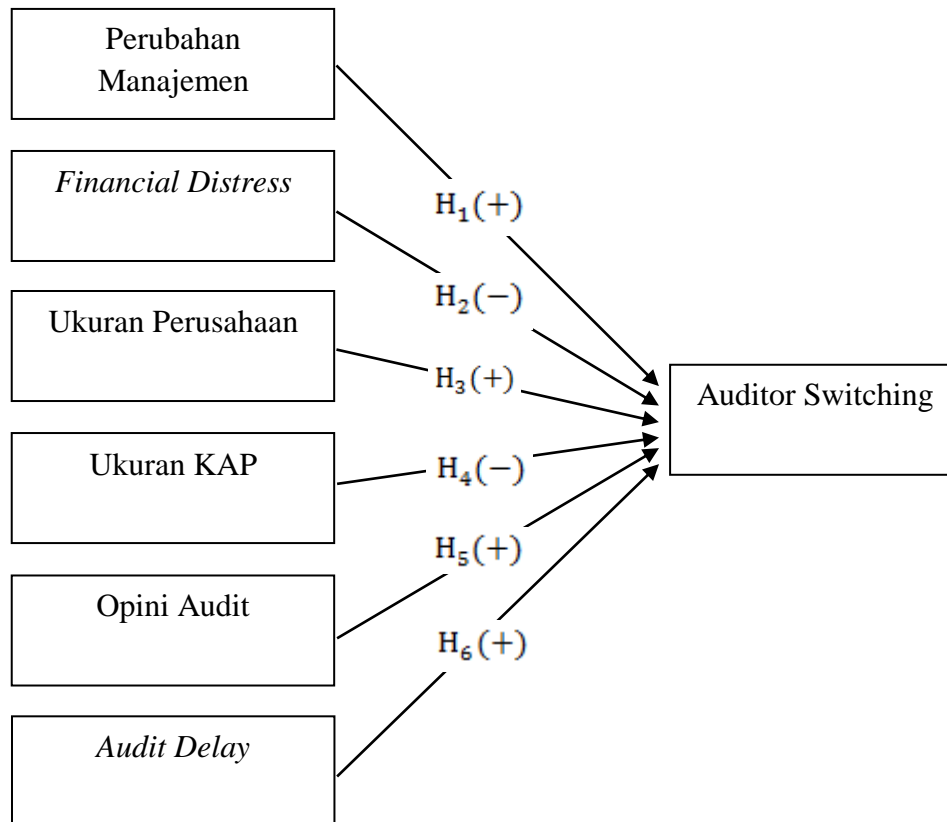 Perubahan
Manajemen
Financial Distress
H₁(+)
H₂(−)
Ukuran Perusahaan
H₃(+)
Auditor Switching
Ukuran KAP
H₄(−)
H₅(+)
Opini Audit
H₆(+)
Audit Delay